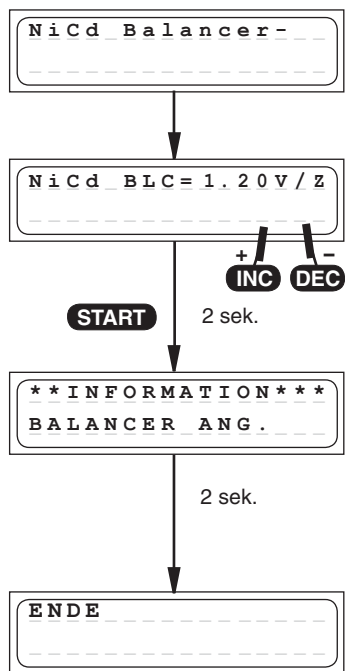 NiCd Balancer-
NiCd BLC=1.20V/Z
+ -
INC DEC
START 2 sek.
**INFORMATION***
BALANCER ANG.
2 sek.
ENDE